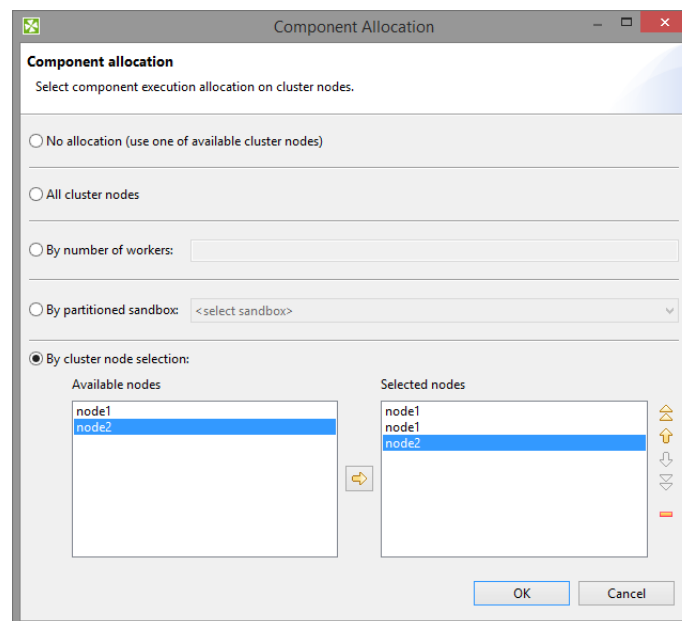 Component Allocation
Component allocation
Select component execution allocation on cluster nodes.
No allocation (use one of available cluster nodes)
All cluster nodes
By number of workers:
By partitioned sandbox: <select sandbox>
By cluster node selection:
Available nodes Selected nodes
node1 node1
node2 node1
node2
OK Cancel